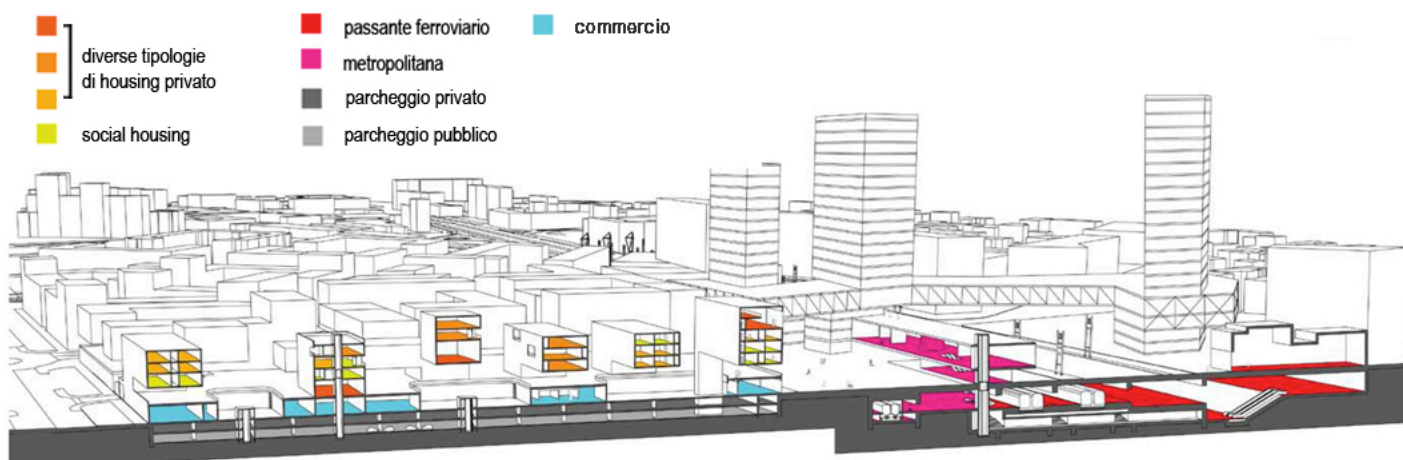 diverse tipologie
di housing privato
social housing
passante ferroviario
metropolitana
parcheggio privato
parcheggio pubblico
commercio